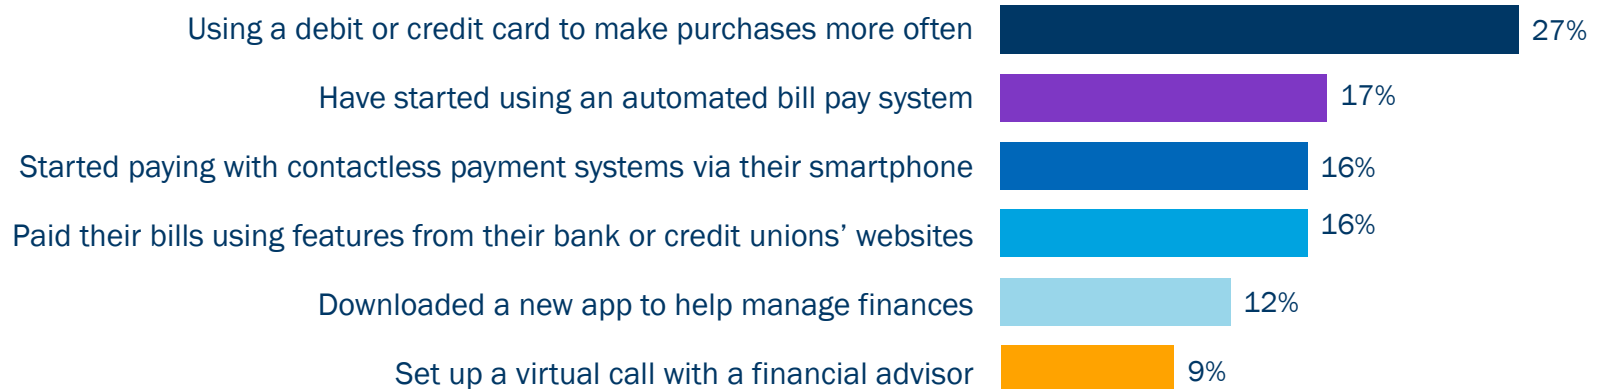 Using a debit or credit card to make purchases more often 27%
Have started using an automated bill pay system 17%
Started paying with contactless payment systems via their smartphone 16%
Paid their bills using features from their bank or credit unions’ websites 16%
Downloaded a new app to help manage finances 12%
Set up a virtual call with a financial advisor 9%